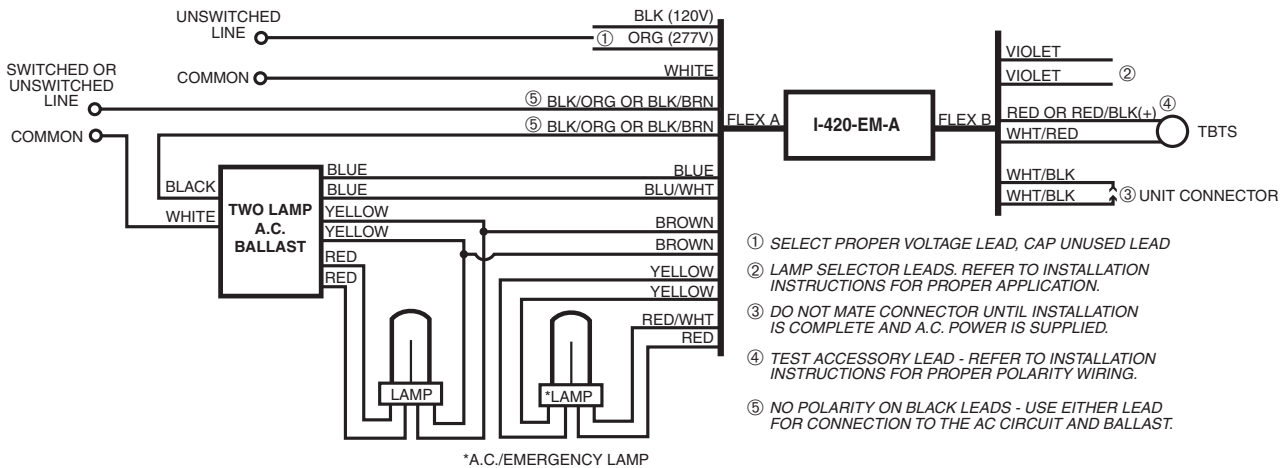 UNSWITCHED
LINE
BLK (120V)
① ORG (277V)
COMMON
WHITE
SWITCHED OR
UNSWITCHED
LINE
⑤ BLK/ORG OR BLK/BRN
COMMON
⑤ BLK/ORG OR BLK/BRN
BLACK
WHITE
TWO LAMP
A.C.
BALLAST
BLUE
BLUE
YELLOW
YELLOW
RED
RED
BLUE
BLU/WHT
BROWN
BROWN
YELLOW
YELLOW
RED/WHT
RED
LAMP
*LAMP
*A.C./EMERGENCY LAMP
FLEX A
I-420-EM-A
FLEX B
VIOLET
VIOLET
②
RED OR RED/BLK(+)
④
WHT/RED
TBTS
WHT/BLK
WHT/BLK
③ UNIT CONNECTOR
① SELECT PROPER VOLTAGE LEAD, CAP UNUSED LEAD
② LAMP SELECTOR LEADS. REFER TO INSTALLATION
INSTRUCTIONS FOR PROPER APPLICATION.
③ DO NOT MATE CONNECTOR UNTIL INSTALLATION
IS COMPLETE AND A.C. POWER IS SUPPLIED.
④ TEST ACCESSORY LEAD - REFER TO INSTALLATION
INSTRUCTIONS FOR PROPER POLARITY WIRING.
⑤ NO POLARITY ON BLACK LEADS - USE EITHER LEAD
FOR CONNECTION TO THE AC CIRCUIT AND BALLAST.